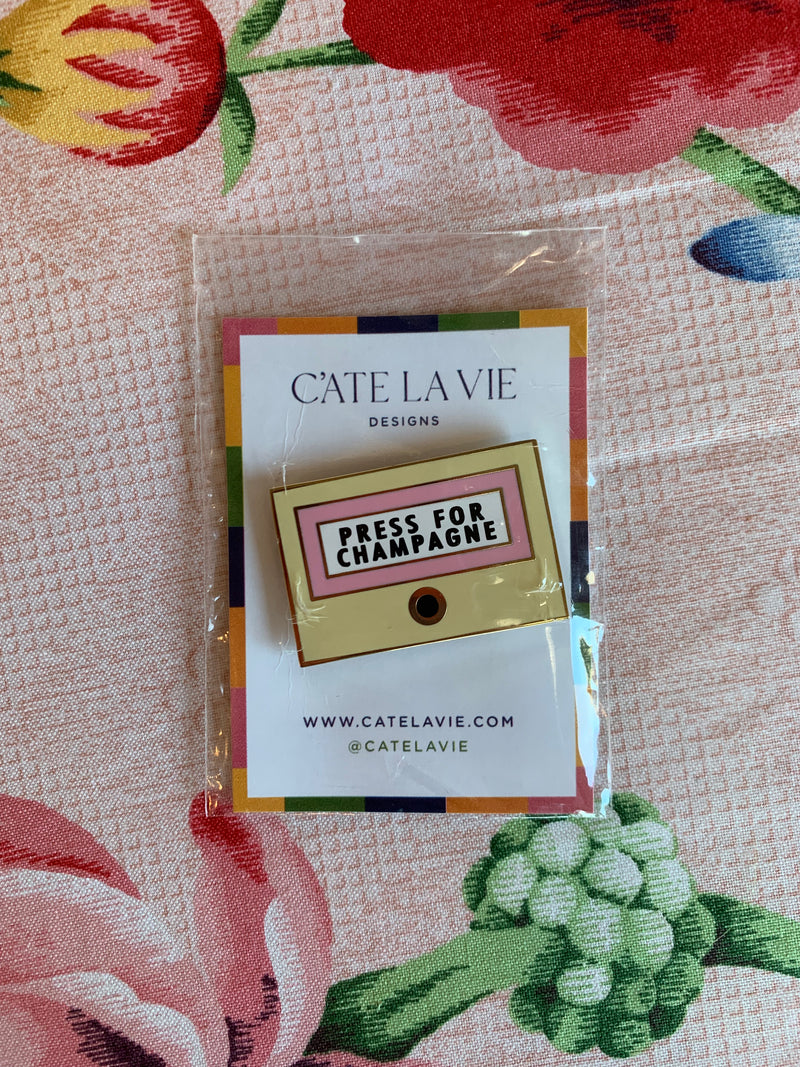 C'ATE LA VIE
DESIGNS
PRESS FOR
CHAMPAGNE
WWW.CATELAVIE.COM
@CATELAVIE